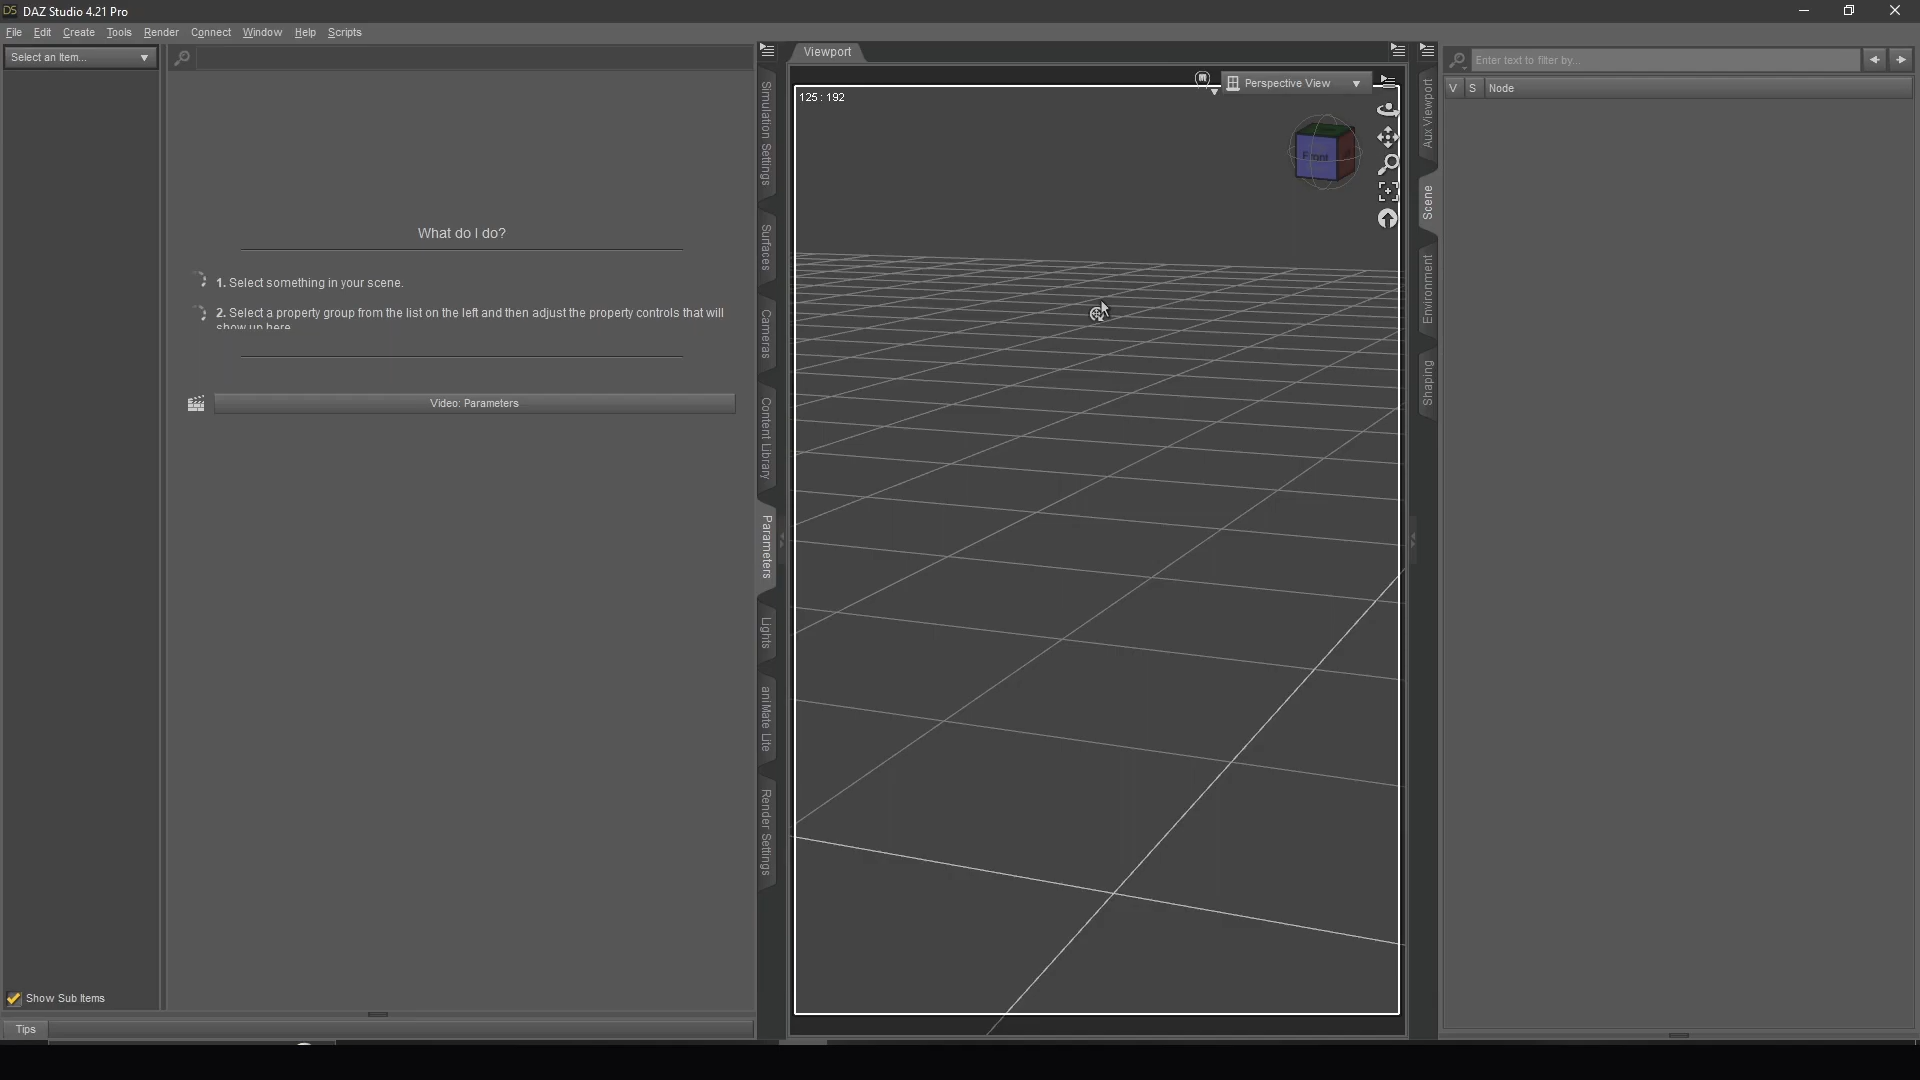 DS DAZ Studio 4.21 Pro
File Edit Create Tools Render Connect Window Help Scripts
Select an Item...
What do I do?
1. Select something in your scene.
2. Select a property group from the list on the left and then adjust the property controls that will
show up here
Video: Parameters
Show Sub Items
Tips
Simulation Settings
Surfaces
Cameras
Content Library
Parameters
Lights
aniMate Lite
Render Settings
Viewport
125 : 192
Perspective View
Front
Aux Viewport
Scene
Environment
Shaping
Enter text to filter by...
V S Node